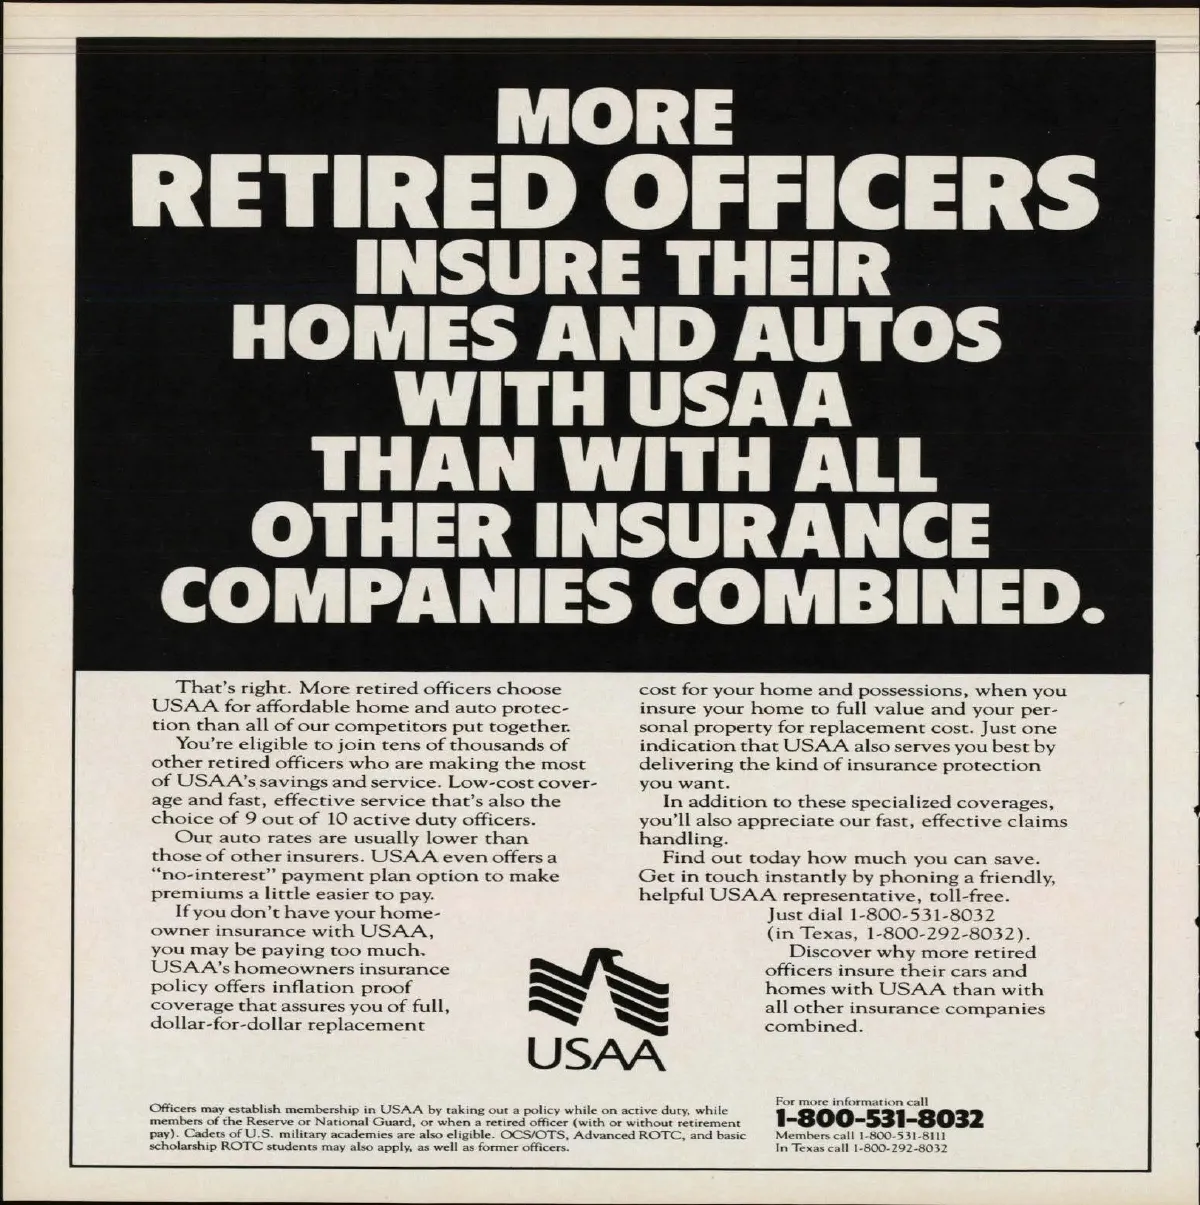 MORE
RETIRED OFFICERS
INSURE THEIR
HOMES AND AUTOS
WITH USAA
THAN WITH ALL
OTHER INSURANCE
COMPANIES COMBINED.
That's right. More retired officers choose
USAA for affordable home and auto protec-
tion than all of our competitors put together.
You're eligible to join tens of thousands of
other retired officers who are making the most
of USAA's savings and service. Low-cost cover-
age and fast, effective service that's also the
choice of 9 out of 10 active duty officers.
Our auto rates are usually lower than
those of other insurers. USAA even offers a
"no-interest" payment plan option to make
premiums a little easier to pay.
If you don't have your home-
owner insurance with USAA,
you may be paying too much.
USAA's homeowners insurance
policy offers inflation proof
coverage that assures you of full,
dollar-for-dollar replacement
cost for your home and possessions, when you
insure your home to full value and your per-
sonal property for replacement cost. Just one
indication that USAA also serves you best by
delivering the kind of insurance protection
you want.
In addition to these specialized coverages,
you'll also appreciate our fast, effective claims
handling.
Find out today how much you can save.
Get in touch instantly by phoning a friendly,
helpful USAA representative, toll-free.
Just dial 1-800-531-8032
(in Texas, 1-800-292-8032).
Discover why more retired
officers insure their cars and
homes with USAA than with
all other insurance companies
combined.
USAA
Officers may establish membership in USAA by taking out a policy while on active duty, while
members of the Reserve or National Guard, or when a retired officer (with or without retirement
pay). Cadets of U.S. military academies are also eligible. OCS/OTS, Advanced ROTC, and basic
scholarship ROTC students may also apply, as well as former officers.
For more information call
1-800-531-8032
Members call 1-800-531-8111
In Texas call 1-800-292-8032